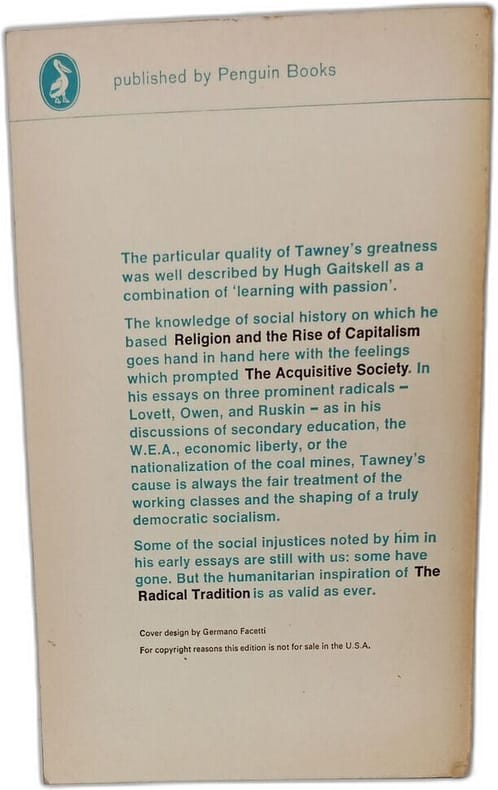 published by Penguin Books
The particular quality of Tawney's greatness
was well described by Hugh Gaitskell as a
combination of 'learning with passion'.
The knowledge of social history on which he
based Religion and the Rise of Capitalism
goes hand in hand here with the feelings
which prompted The Acquisitive Society. In
his essays on three prominent radicals –
Lovett, Owen, and Ruskin – as in his
discussions of secondary education, the
W.E.A., economic liberty, or the
nationalization of the coal mines, Tawney's
cause is always the fair treatment of the
working classes and the shaping of a truly
democratic socialism.
Some of the social injustices noted by him in
his early essays are still with us: some have
gone. But the humanitarian inspiration of The
Radical Tradition is as valid as ever.
Cover design by Germano Facetti
For copyright reasons this edition is not for sale in the U.S.A.